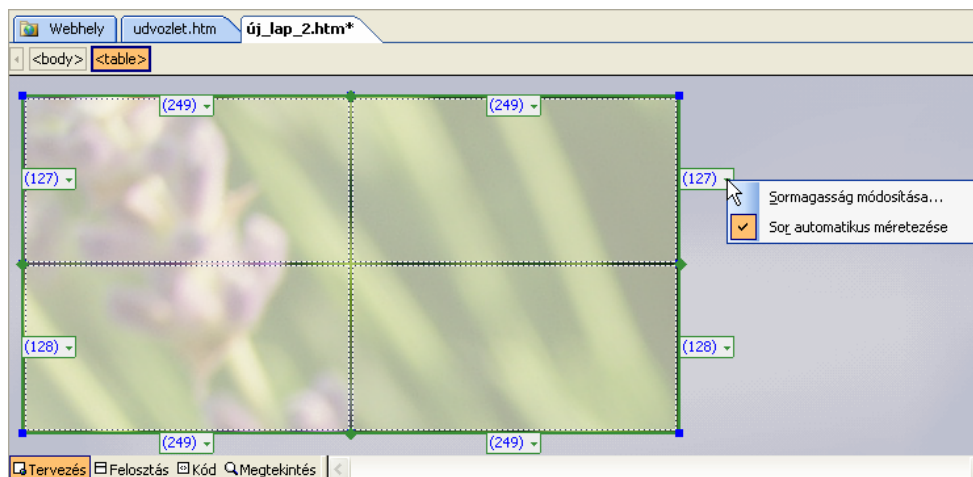 Webhely udvozlet.htm új_lap_2.htm*
<body> <table>
(249) (249)
(127) (127)
Sormagasság módosítása...
Sor automatikus méretezése
(128) (128)
(249) (249)
Tervezés Felosztás Kód Megtekintés